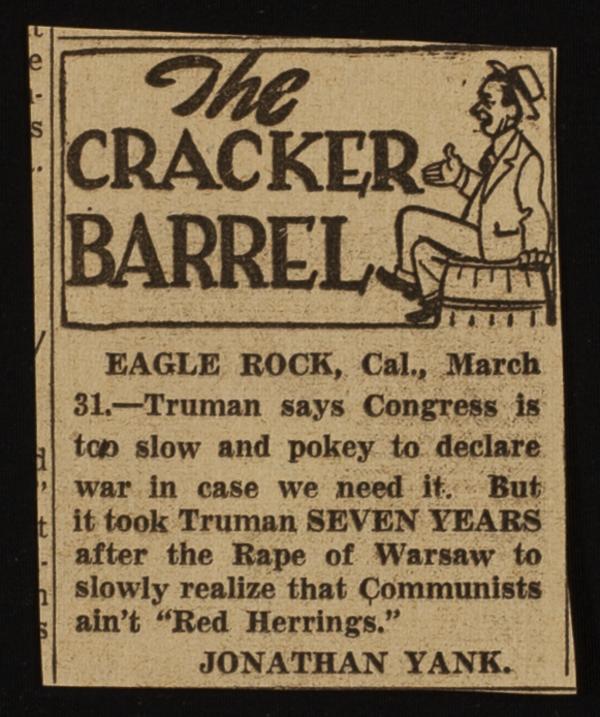 The
CRACKER
BARREL
EAGLE ROCK, Cal., March
31.—Truman says Congress is
too slow and pokey to declare
war in case we need it. But
it took Truman SEVEN YEARS
after the Rape of Warsaw to
slowly realize that Communists
ain't "Red Herrings."
JONATHAN YANK.